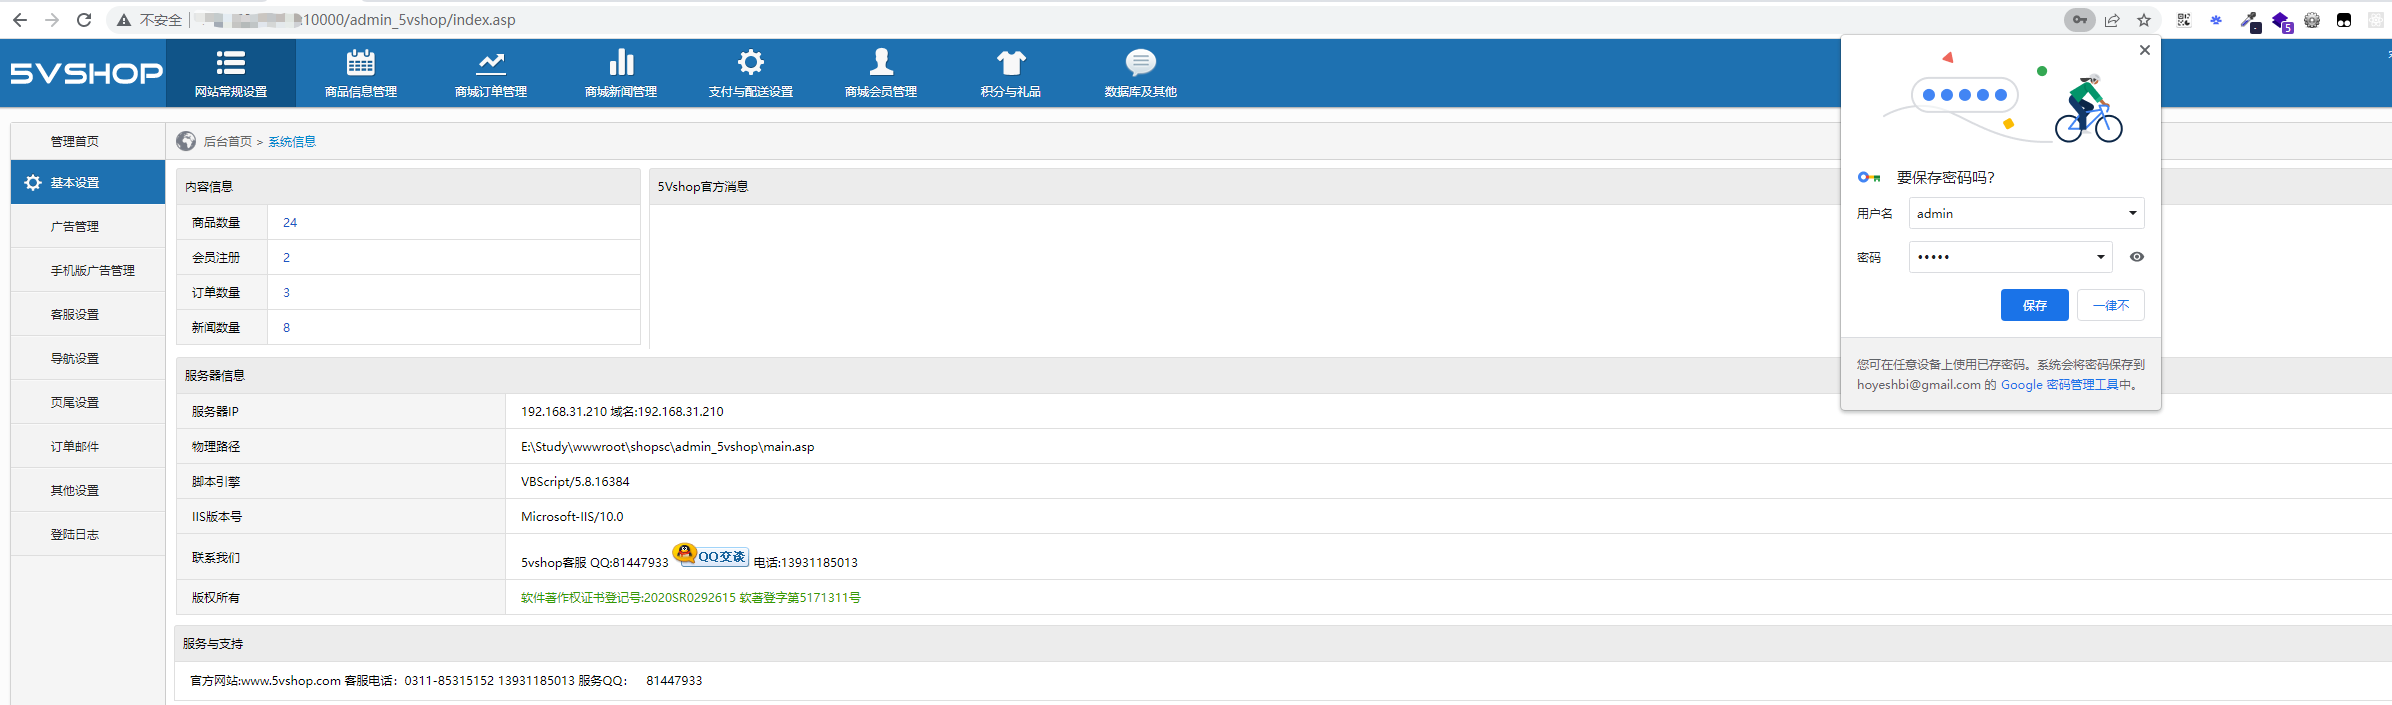 不安全 :10000/admin_5vshop/index.asp
5VSHOP
网站常规设置 商品信息管理 商城订单管理 商城新闻管理 支付与配送设置 商城会员管理 积分与礼品 数据库及其他
管理首页
基本设置
广告管理
手机版广告管理
客服设置
导航设置
页尾设置
订单邮件
其他设置
登陆日志
后台首页 > 系统信息
内容信息
商品数量 24
会员注册 2
订单数量 3
新闻数量 8
5Vshop官方消息
服务器信息
服务器IP 192.168.31.210 域名:192.168.31.210
物理路径 E:\Study\wwwroot\shopsc\admin_5vshop\main.asp
脚本引擎 VBScript/5.8.16384
IIS版本号 Microsoft-IIS/10.0
联系我们 5vshop客服 QQ:81447933 QQ交谈 电话:13931185013
版权所有 软件著作权证书登记号:2020SR0292615 软著登字第5171311号
服务与支持
官方网站:www.5vshop.com 客服电话：0311-85315152 13931185013 服务QQ： 81447933
要保存密码吗？
用户名 admin
密码 •••••
保存 一律不
您可在任意设备上使用已存密码。系统会将密码保存到
hoyeshbi@gmail.com 的 Google 密码管理工具中。
5